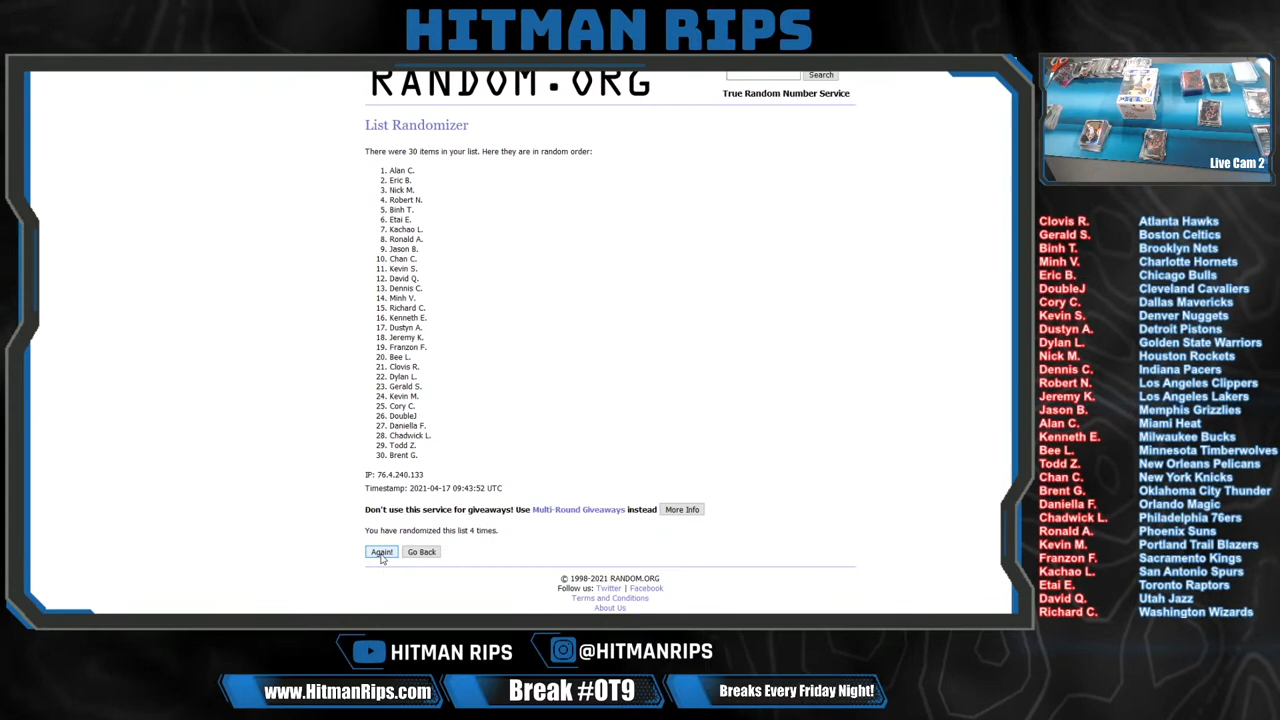 HITMAN RIPS
RANDOM.ORG
Search
True Random Number Service
List Randomizer
There were 30 items in your list. Here they are in random order:
1. Alan C.
2. Eric B.
3. Nick M.
4. Robert N.
5. Binh T.
6. Etai E.
7. Kachao L.
8. Ronald A.
9. Jason B.
10. Chan C.
11. Kevin S.
12. David Q.
13. Dennis C.
14. Minh V.
15. Richard C.
16. Kenneth E.
17. Dustyn A.
18. Jeremy K.
19. Franzon F.
20. Bee L.
21. Clovis R.
22. Dylan L.
23. Gerald S.
24. Kevin M.
25. Cory C.
26. DoubleJ
27. Daniella F.
28. Chadwick L.
29. Todd Z.
30. Brent G.
IP: 76.4.240.133
Timestamp: 2021-04-17 09:43:52 UTC
Don't use this service for giveaways! Use Multi-Round Giveaways instead More Info
You have randomized this list 4 times.
Again! Go Back
© 1998-2021 RANDOM.ORG
Follow us: Twitter | Facebook
Terms and Conditions
About Us
Live Cam 2
Clovis R. Atlanta Hawks
Gerald S. Boston Celtics
Binh T. Brooklyn Nets
Minh V. Charlotte Hornets
Eric B. Chicago Bulls
DoubleJ Cleveland Cavaliers
Cory C. Dallas Mavericks
Kevin S. Denver Nuggets
Dustyn A. Detroit Pistons
Dylan L. Golden State Warriors
Nick M. Houston Rockets
Dennis C. Indiana Pacers
Robert N. Los Angeles Clippers
Jeremy K. Los Angeles Lakers
Jason B. Memphis Grizzlies
Alan C. Miami Heat
Kenneth E. Milwaukee Bucks
Bee L. Minnesota Timberwolves
Todd Z. New Orleans Pelicans
Chan C. New York Knicks
Brent G. Oklahoma City Thunder
Daniella F. Orlando Magic
Chadwick L. Philadelphia 76ers
Ronald A. Phoenix Suns
Kevin M. Portland Trail Blazers
Franzon F. Sacramento Kings
Kachao L. San Antonio Spurs
Etai E. Toronto Raptors
David Q. Utah Jazz
Richard C. Washington Wizards
HITMAN RIPS
@HITMANRIPS
www.HitmanRips.com
Break #0T9
Breaks Every Friday Night!